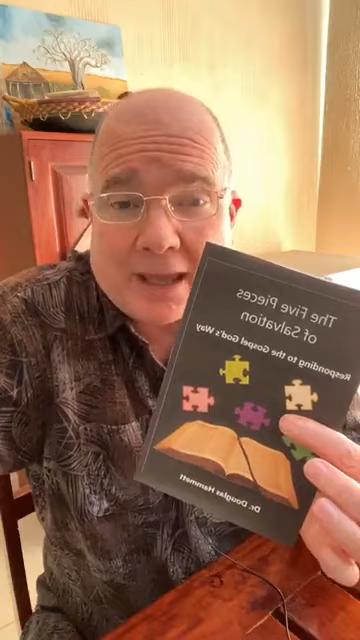 The Five Pieces
of Salvation
Responding to the Gospel God's Way
Dr. Douglas Hammett